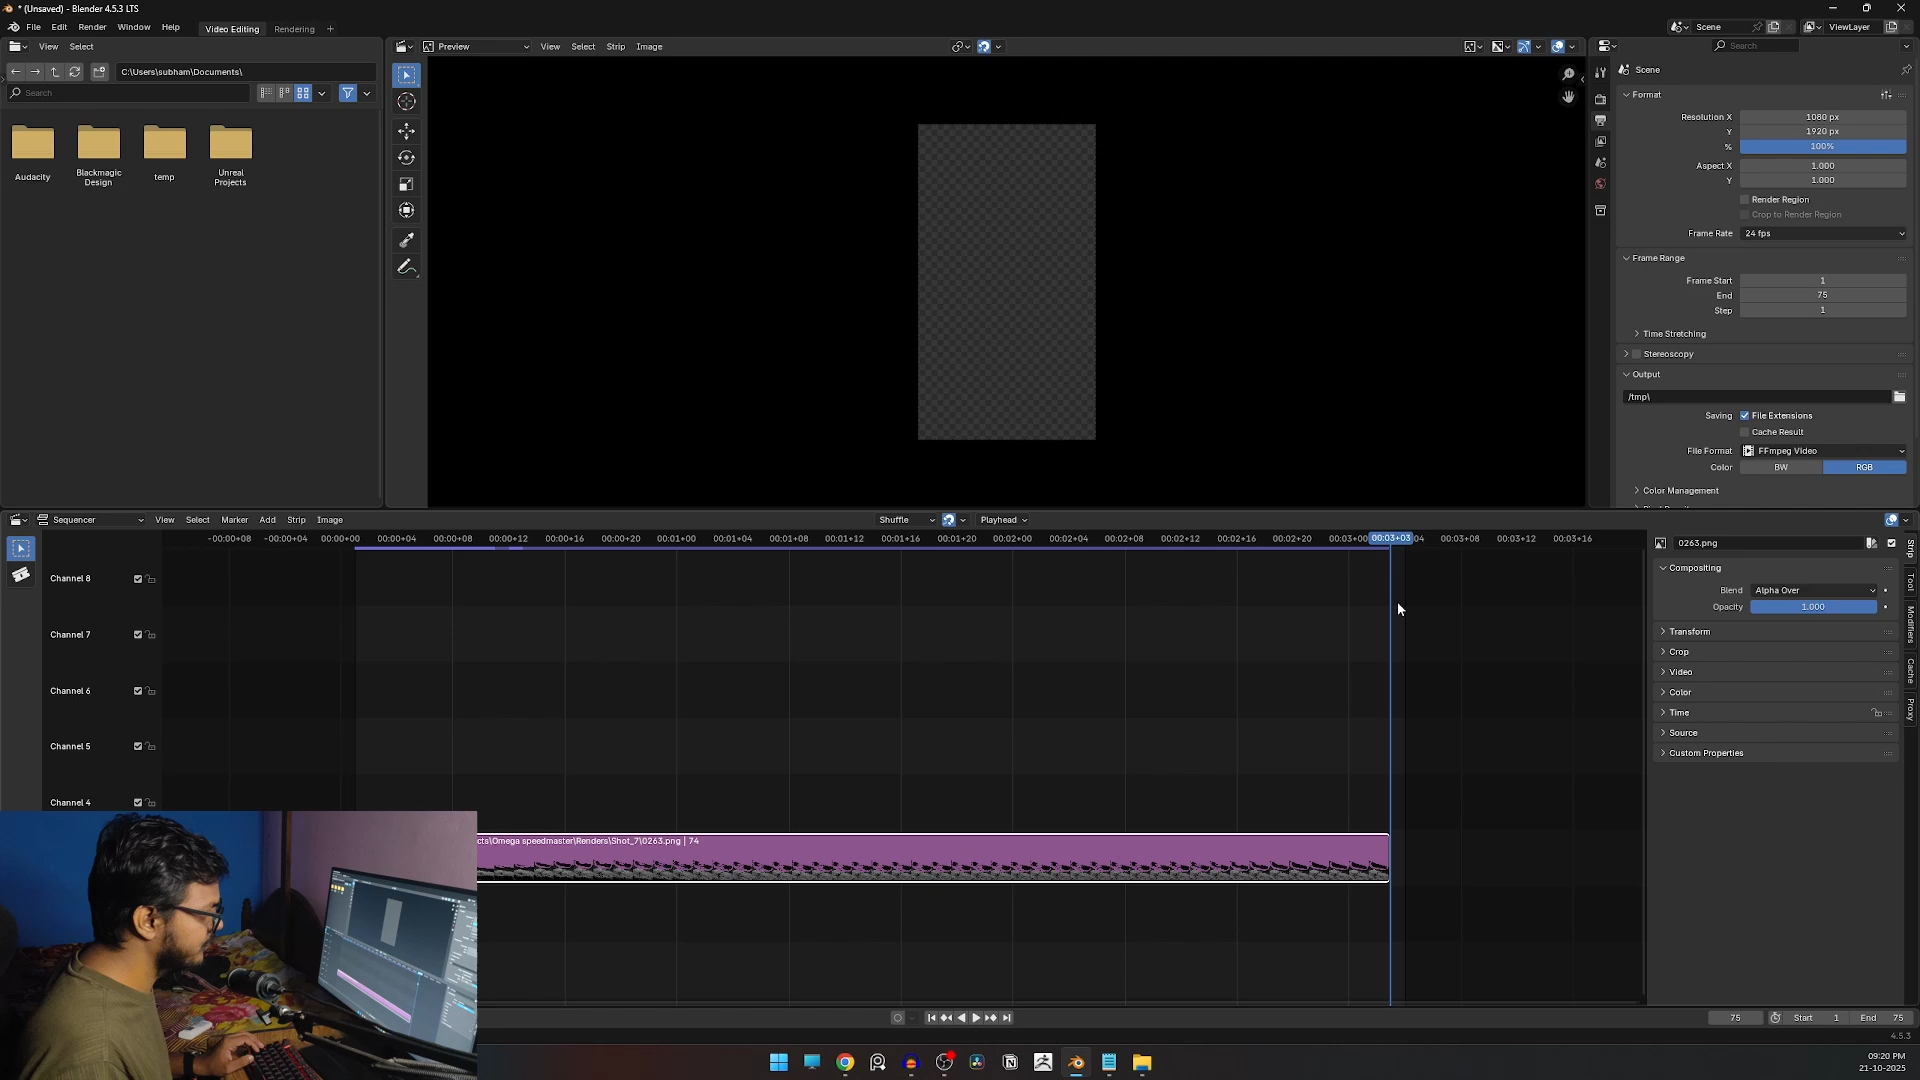 * (Unsaved) - Blender 4.5.3 LTS
File Edit Render Window Help Video Editing Rendering + Scene ViewLayer
View Select Preview View Select Strip Image Search
C:\Users\subham\Documents\
Search
Audacity
Blackmagic Design
temp
Unreal Projects
Scene
Format
Resolution X 1080 px
Y 1920 px
% 100%
Aspect X 1.000
Y 1.000
Render Region
Crop to Render Region
Frame Rate 24 fps
Frame Range
Frame Start 1
End 75
Step 1
Time Stretching
Stereoscopy
Output
/tmp\
Saving File Extensions
Cache Result
File Format FFmpeg Video
Color BW RGB
Color Management
Sequencer View Select Marker Add Strip Image Shuffle Playhead
-00:00+08 -00:00+04 00:00+00 00:00+04 00:00+08 00:00+12 00:00+16 00:00+20 00:01+00 00:01+04 00:01+08 00:01+12 00:01+16 00:01+20 00:02+00 00:02+04 00:02+08 00:02+12 00:02+16 00:02+20 00:03+00 00:03+03 04 00:03+08 00:03+12 00:03+16
Channel 8
Channel 7
Channel 6
Channel 5
Channel 4
cts\Omega speedmaster\Renders\Shot_7\0263.png | 74
0263.png
Compositing
Blend Alpha Over
Opacity 1.000
Transform
Crop
Video
Color
Time
Source
Custom Properties
Strip
Tool
Modifiers
Cache
Proxy
75 Start 1 End 75
4.5.3
09:20 PM
21-10-2025